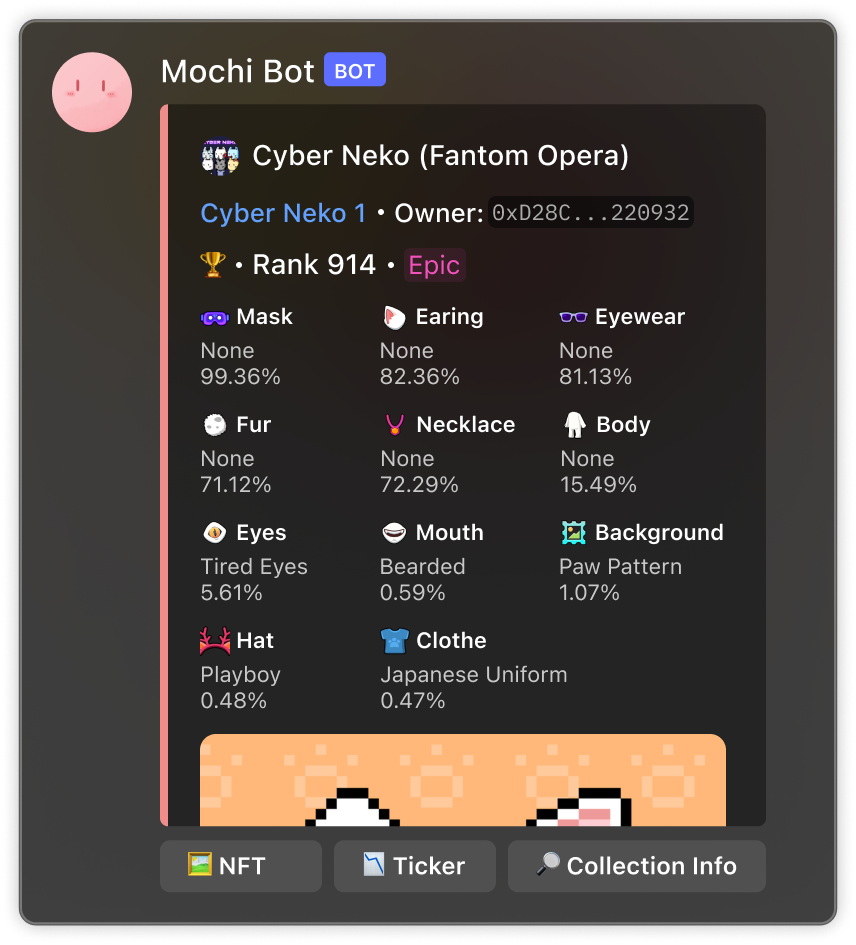 Mochi Bot BOT
Cyber Neko (Fantom Opera)
Cyber Neko 1 • Owner: 0xD28C...220932
• Rank 914 • Epic
Mask Earing Eyewear
None None None
99.36% 82.36% 81.13%
Fur Necklace Body
None None None
71.12% 72.29% 15.49%
Eyes Mouth Background
Tired Eyes Bearded Paw Pattern
5.61% 0.59% 1.07%
Hat Clothe
Playboy Japanese Uniform
0.48% 0.47%
NFT Ticker Collection Info